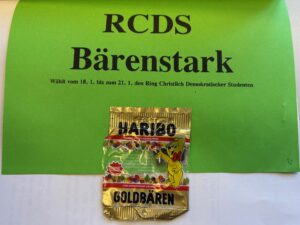 RCDS
Bärenstark
Wählt vom 18. 1. bis zum 21. 1. den Ring Christlich Demokratischer Studenten
HARIBO
GOLDBÄREN